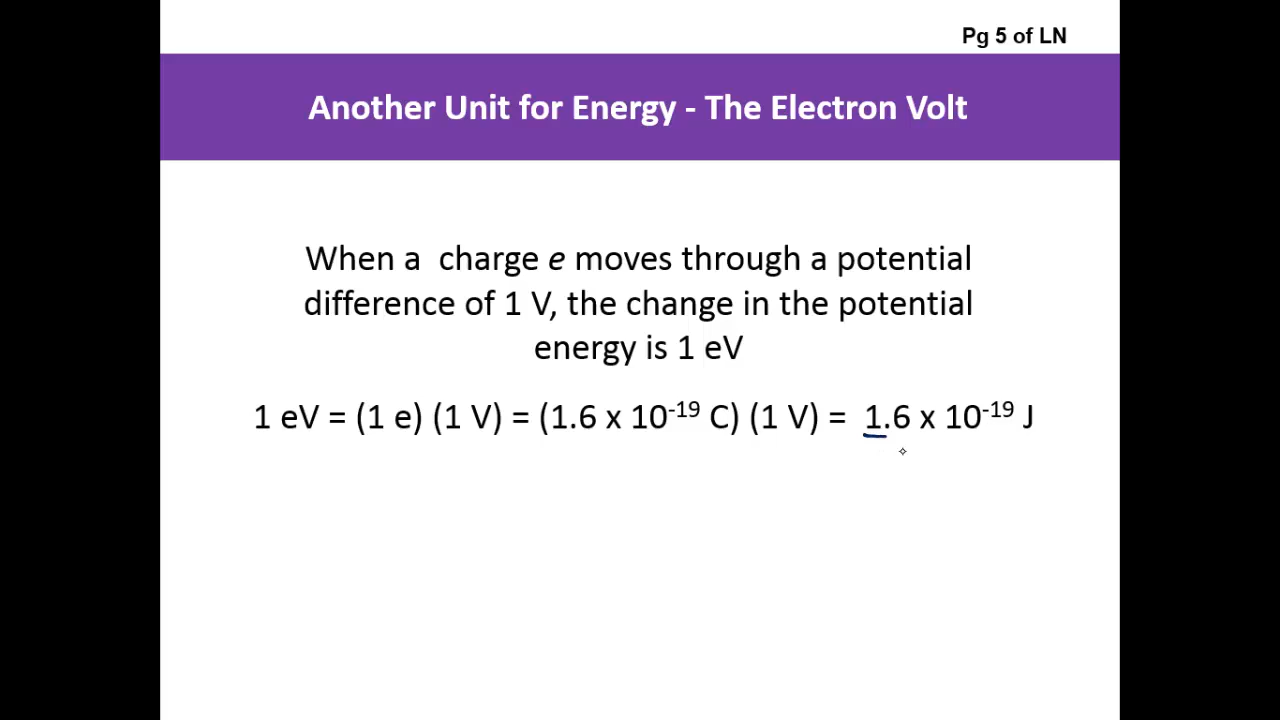 Pg 5 of LN
Another Unit for Energy - The Electron Volt
When a charge e moves through a potential
difference of 1 V, the change in the potential
energy is 1 eV
1 eV = (1 e) (1 V) = (1.6 x 10⁻¹⁹ C) (1 V) = 1.6 x 10⁻¹⁹ J